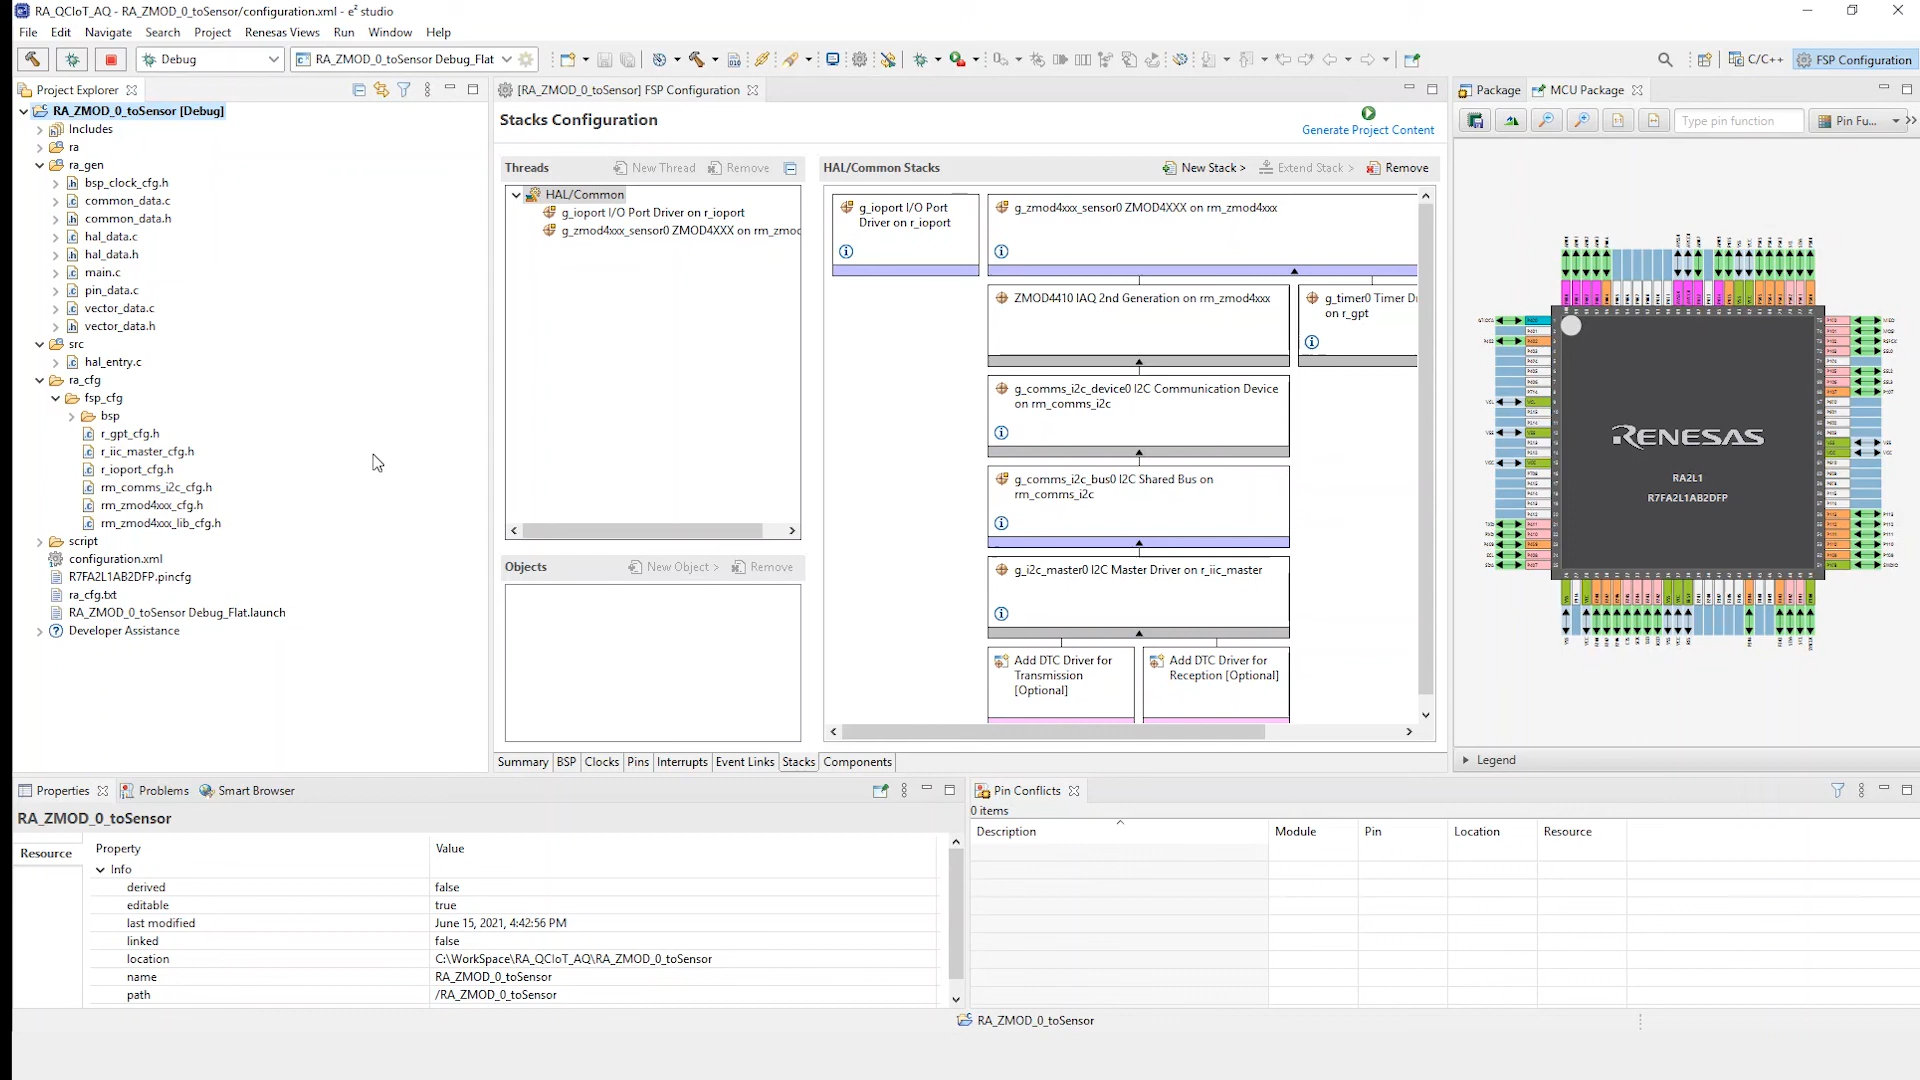 RA_QCIoT_AQ - RA_ZMOD_0_toSensor/configuration.xml - e² studio
File Edit Navigate Search Project Renesas Views Run Window Help
Debug RA_ZMOD_0_toSensor Debug_Flat C/C++ FSP Configuration
Project Explorer
RA_ZMOD_0_toSensor [Debug]
Includes
ra
ra_gen
bsp_clock_cfg.h
common_data.c
common_data.h
hal_data.c
hal_data.h
main.c
pin_data.c
vector_data.c
vector_data.h
src
hal_entry.c
ra_cfg
fsp_cfg
bsp
r_gpt_cfg.h
r_iic_master_cfg.h
r_ioport_cfg.h
rm_comms_i2c_cfg.h
rm_zmod4xxx_cfg.h
rm_zmod4xxx_lib_cfg.h
script
configuration.xml
R7FA2L1AB2DFP.pincfg
ra_cfg.txt
RA_ZMOD_0_toSensor Debug_Flat.launch
Developer Assistance
[RA_ZMOD_0_toSensor] FSP Configuration
Stacks Configuration
Generate Project Content
Threads New Thread Remove
HAL/Common
g_ioport I/O Port Driver on r_ioport
g_zmod4xxx_sensor0 ZMOD4XXX on rm_zmod
Objects New Object > Remove
HAL/Common Stacks New Stack > Extend Stack > Remove
g_ioport I/O Port
Driver on r_ioport
g_zmod4xxx_sensor0 ZMOD4XXX on rm_zmod4xxx
ZMOD4410 IAQ 2nd Generation on rm_zmod4xxx
g_timer0 Timer Dr
on r_gpt
g_comms_i2c_device0 I2C Communication Device
on rm_comms_i2c
g_comms_i2c_bus0 I2C Shared Bus on
rm_comms_i2c
g_i2c_master0 I2C Master Driver on r_iic_master
Add DTC Driver for
Transmission
[Optional]
Add DTC Driver for
Reception [Optional]
Summary BSP Clocks Pins Interrupts Event Links Stacks Components
Package MCU Package
Type pin function Pin Fu...
RENESAS
RA2L1
R7FA2L1AB2DFP
Legend
Properties Problems Smart Browser
RA_ZMOD_0_toSensor
Resource
Property Value
Info
derived false
editable true
last modified June 15, 2021, 4:42:56 PM
linked false
location C:\WorkSpace\RA_QCIoT_AQ\RA_ZMOD_0_toSensor
name RA_ZMOD_0_toSensor
path /RA_ZMOD_0_toSensor
Pin Conflicts
0 items
Description Module Pin Location Resource
RA_ZMOD_0_toSensor